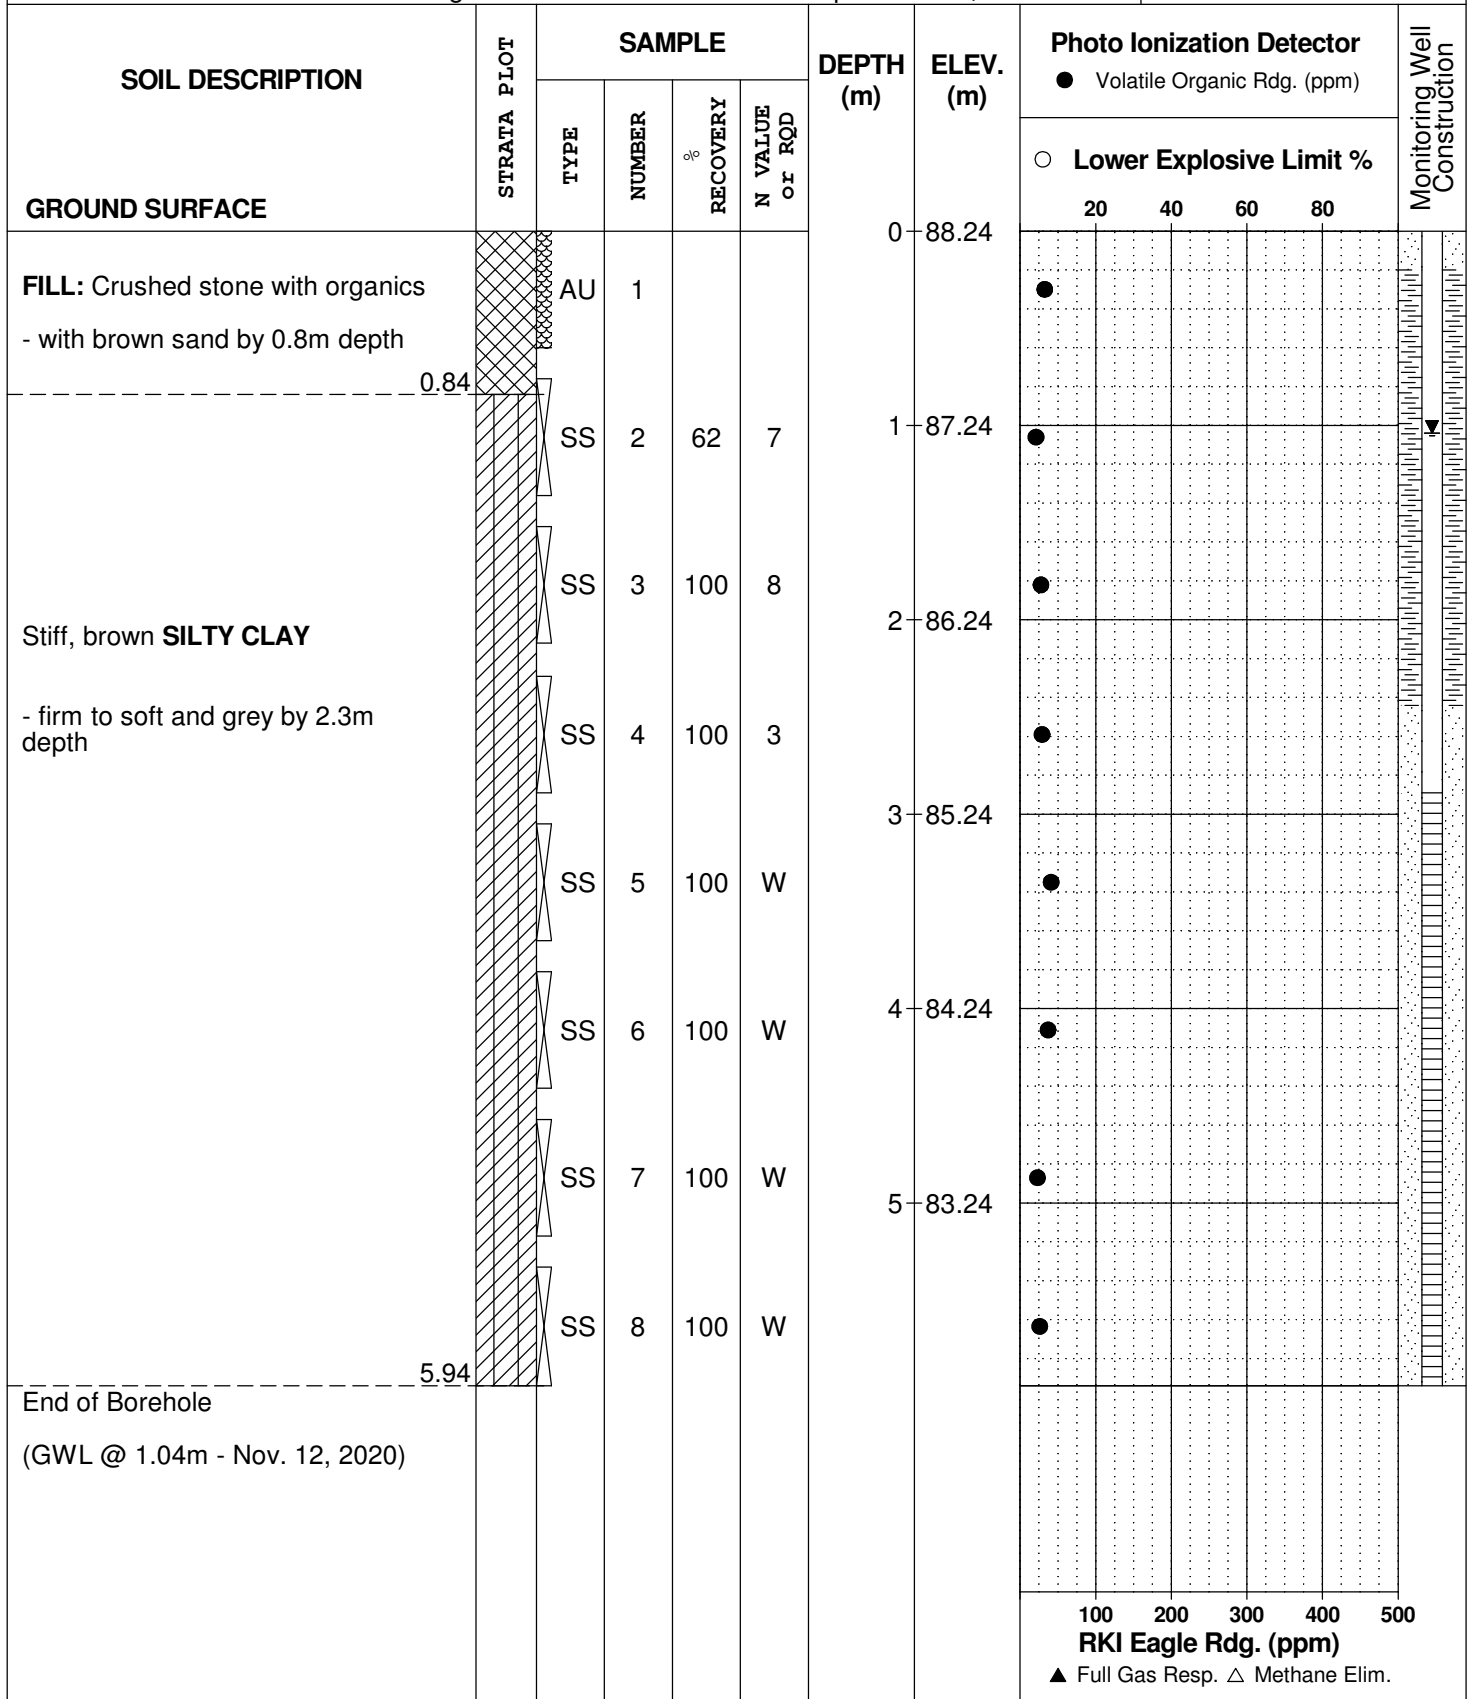 SOIL DESCRIPTION
GROUND SURFACE
STRATA PLOT
SAMPLE
TYPE
NUMBER
% RECOVERY
N VALUE or RQD
DEPTH (m)
ELEV. (m)
Photo Ionization Detector
● Volatile Organic Rdg. (ppm)
○ Lower Explosive Limit %
20 40 60 80
Monitoring Well Construction
0 88.24
FILL: Crushed stone with organics
AU 1
- with brown sand by 0.8m depth
0.84
1 87.24
SS 2 62 7
SS 3 100 8
2 86.24
Stiff, brown SILTY CLAY
- firm to soft and grey by 2.3m
depth
SS 4 100 3
3 85.24
SS 5 100 W
4 84.24
SS 6 100 W
SS 7 100 W
5 83.24
SS 8 100 W
5.94
End of Borehole
(GWL @ 1.04m - Nov. 12, 2020)
100 200 300 400 500
RKI Eagle Rdg. (ppm)
▲ Full Gas Resp. △ Methane Elim.